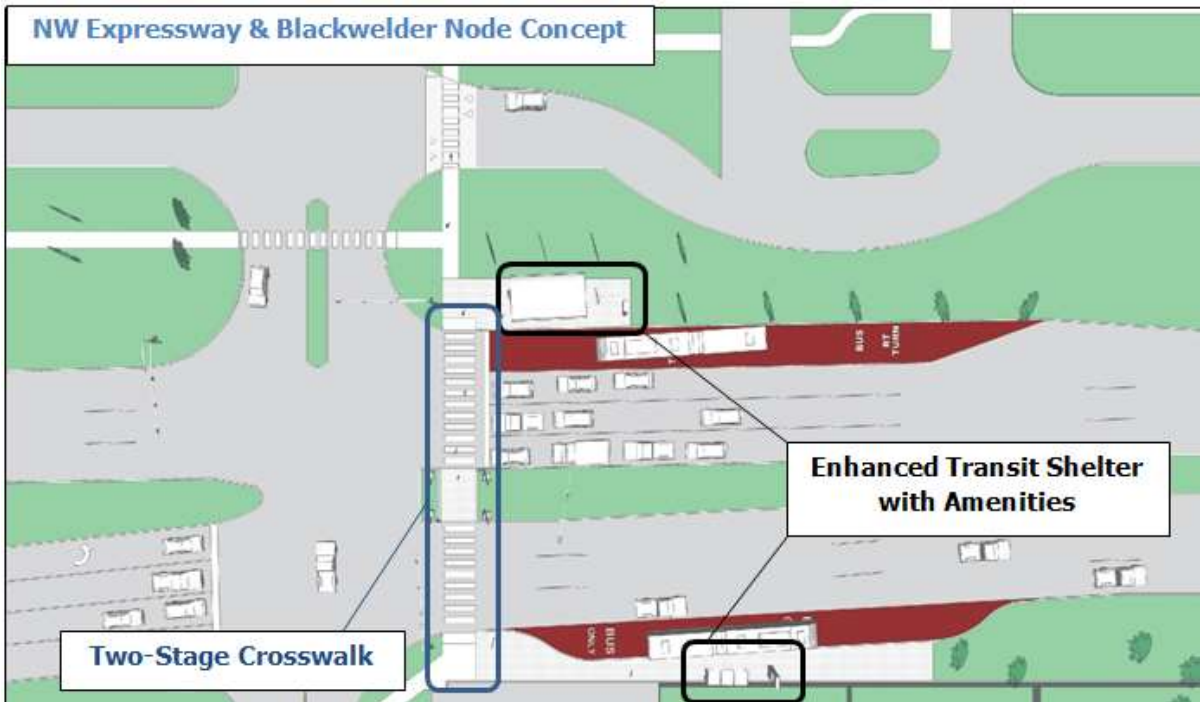 NW Expressway & Blackwelder Node Concept
BUS
RT
TURN
Enhanced Transit Shelter
with Amenities
Two-Stage Crosswalk
BUS
ONLY